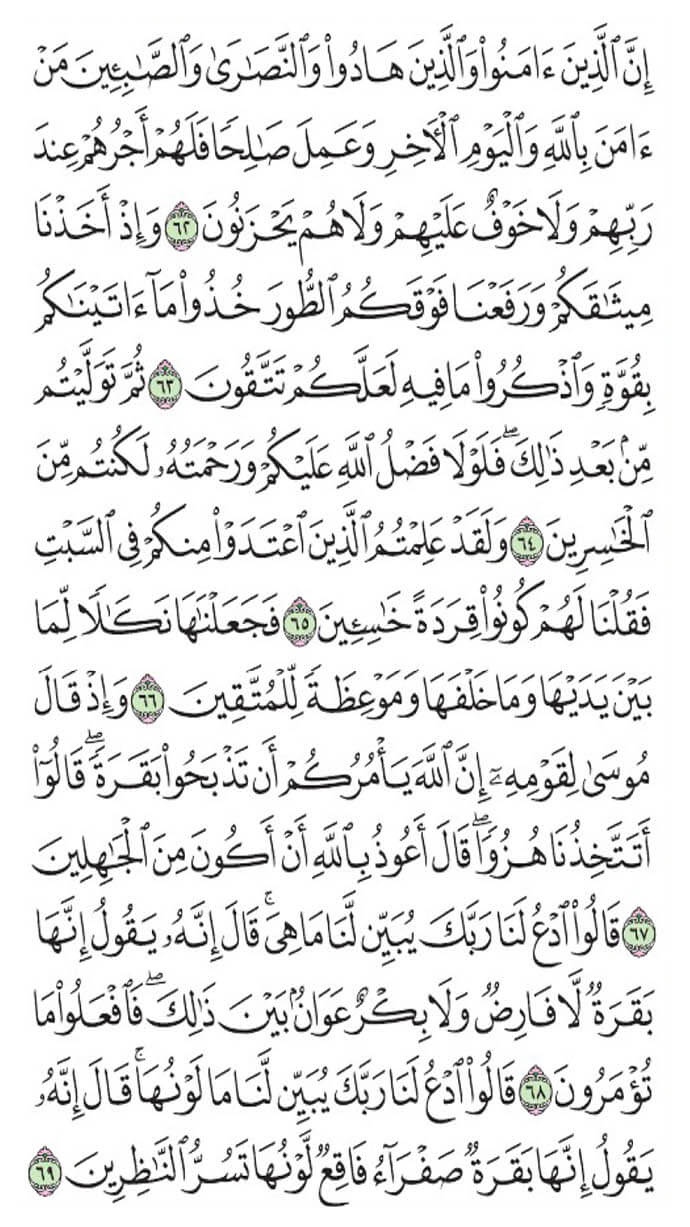 إِنَّ ٱلَّذِينَ ءَامَنُواْ وَٱلَّذِينَ هَادُواْ وَٱلنَّصَٰرَىٰ وَٱلصَّٰبِـِٔينَ مَنْ
ءَامَنَ بِٱللَّهِ وَٱلْيَوْمِ ٱلْأٓخِرِ وَعَمِلَ صَٰلِحًا فَلَهُمْ أَجْرُهُمْ عِندَ
رَبِّهِمْ وَلَا خَوْفٌ عَلَيْهِمْ وَلَا هُمْ يَحْزَنُونَ ٦٢ وَإِذْ أَخَذْنَا
مِيثَٰقَكُمْ وَرَفَعْنَا فَوْقَكُمُ ٱلطُّورَ خُذُواْ مَآ ءَاتَيْنَٰكُم
بِقُوَّةٍ وَٱذْكُرُواْ مَا فِيهِ لَعَلَّكُمْ تَتَّقُونَ ٦٣ ثُمَّ تَوَلَّيْتُم
مِّنۢ بَعْدِ ذَٰلِكَۖ فَلَوْلَا فَضْلُ ٱللَّهِ عَلَيْكُمْ وَرَحْمَتُهُۥ لَكُنتُم مِّنَ
ٱلْخَٰسِرِينَ ٦٤ وَلَقَدْ عَلِمْتُمُ ٱلَّذِينَ ٱعْتَدَوْاْ مِنكُمْ فِي ٱلسَّبْتِ
فَقُلْنَا لَهُمْ كُونُواْ قِرَدَةً خَٰسِـِٔينَ ٦٥ فَجَعَلْنَٰهَا نَكَٰلًا لِّمَا
بَيْنَ يَدَيْهَا وَمَا خَلْفَهَا وَمَوْعِظَةً لِّلْمُتَّقِينَ ٦٦ وَإِذْ قَالَ
مُوسَىٰ لِقَوْمِهِۦٓ إِنَّ ٱللَّهَ يَأْمُرُكُمْ أَن تَذْبَحُواْ بَقَرَةًۖ قَالُوٓاْ
أَتَتَّخِذُنَا هُزُوًاۖ قَالَ أَعُوذُ بِٱللَّهِ أَنْ أَكُونَ مِنَ ٱلْجَٰهِلِينَ
٦٧ قَالُواْ ٱدْعُ لَنَا رَبَّكَ يُبَيِّن لَّنَا مَا هِيَۚ قَالَ إِنَّهُۥ يَقُولُ إِنَّهَا
بَقَرَةٌ لَّا فَارِضٌ وَلَا بِكْرٌ عَوَانٌۢ بَيْنَ ذَٰلِكَۖ فَٱفْعَلُواْ مَا
تُؤْمَرُونَ ٦٨ قَالُواْ ٱدْعُ لَنَا رَبَّكَ يُبَيِّن لَّنَا مَا لَوْنُهَاۚ قَالَ إِنَّهُۥ
يَقُولُ إِنَّهَا بَقَرَةٌ صَفْرَآءُ فَاقِعٌ لَّوْنُهَا تَسُرُّ ٱلنَّٰظِرِينَ ٦٩